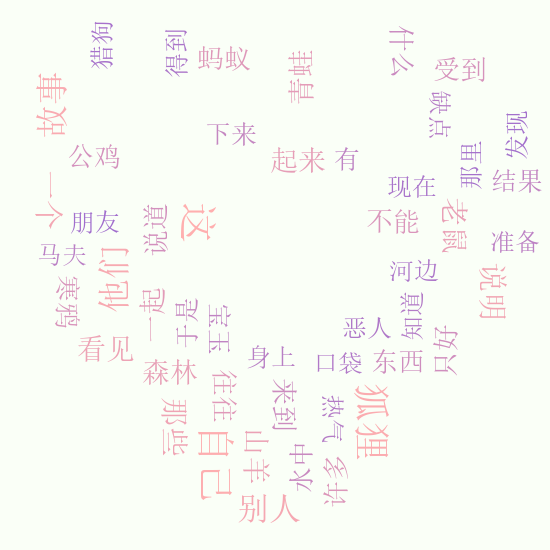 猎狗
得到
蚂蚁
青蛙
什么
受到
故事
缺点
发现
下来
公鸡
起来
有
那里
一个
现在
结果
朋友
说道
这
不能
老鼠
马夫
准备
他们
河边
说明
寒鸦
一起
于是
宝玉
恶人
知道
只好
看见
森林
身上
口袋
东西
那些
往往
来到
热气
狐狸
自己
山羊
水中
许多
别人